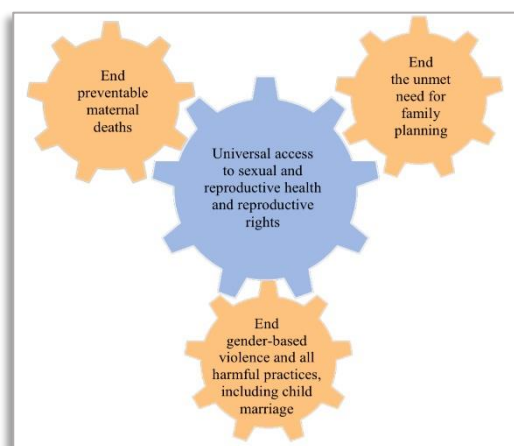 End
preventable
maternal
deaths
End
the unmet
need for
family
planning
Universal access
to sexual and
reproductive health
and reproductive
rights
End
gender-based
violence and all
harmful practices,
including child
marriage